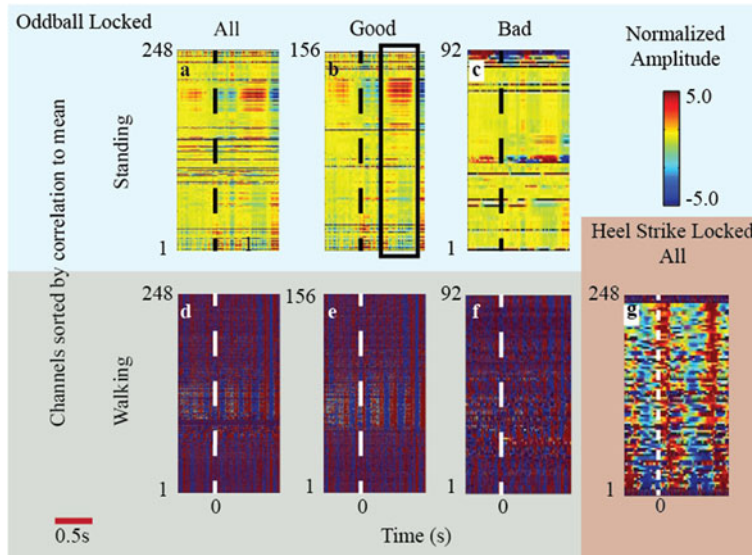 Oddball Locked
All
Good
Bad
Normalized
Amplitude
248
156
92
a
b
c
5.0
-5.0
Standing
1
1
1
1
Channels sorted by correlation to mean
Heel Strike Locked
All
248
156
92
248
d
e
f
g
Walking
1
1
1
1
0
0
0
0
0.5s
Time (s)